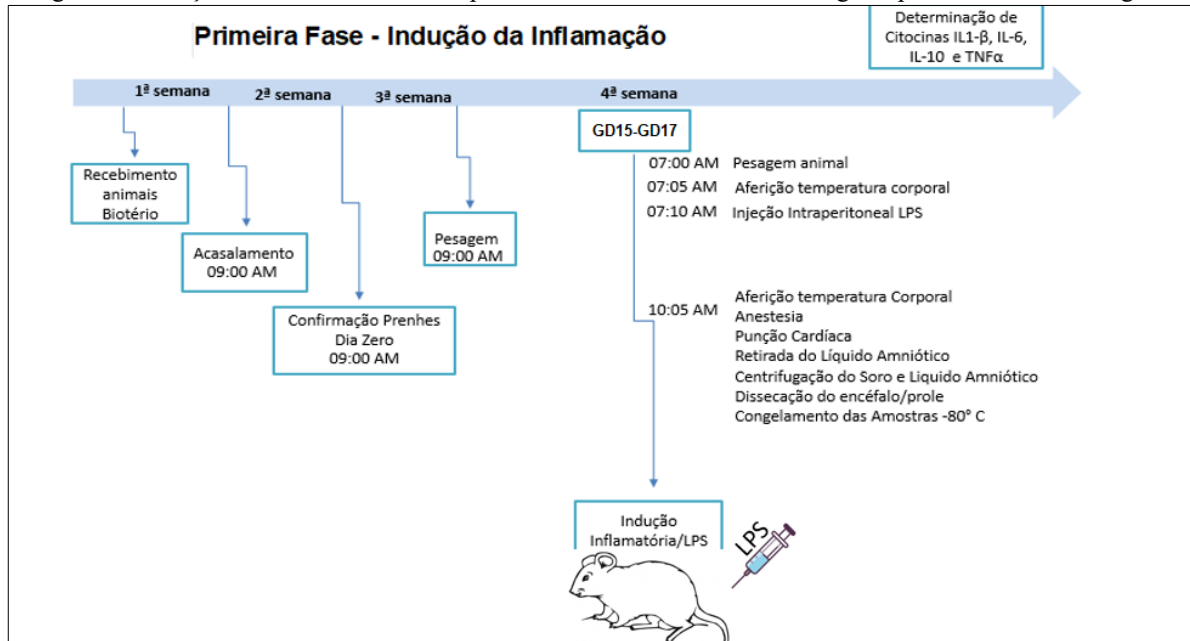 Primeira Fase - Indução da Inflamação
Determinação de
Citocinas IL1-β, IL-6,
IL-10 e TNFα
1ª semana
2ª semana
3ª semana
4ª semana
Recebimento
animais
Biotério
Acasalamento
09:00 AM
Confirmação Prenhes
Dia Zero
09:00 AM
Pesagem
09:00 AM
GD15-GD17
07:00 AM Pesagem animal
07:05 AM Aferição temperatura corporal
07:10 AM Injeção Intraperitoneal LPS
10:05 AM Aferição temperatura Corporal
Anestesia
Punção Cardíaca
Retirada do Líquido Amniótico
Centrifugação do Soro e Liquido Amniótico
Dissecação do encéfalo/prole
Congelamento das Amostras -80° C
Indução
Inflamatória/LPS
LPS